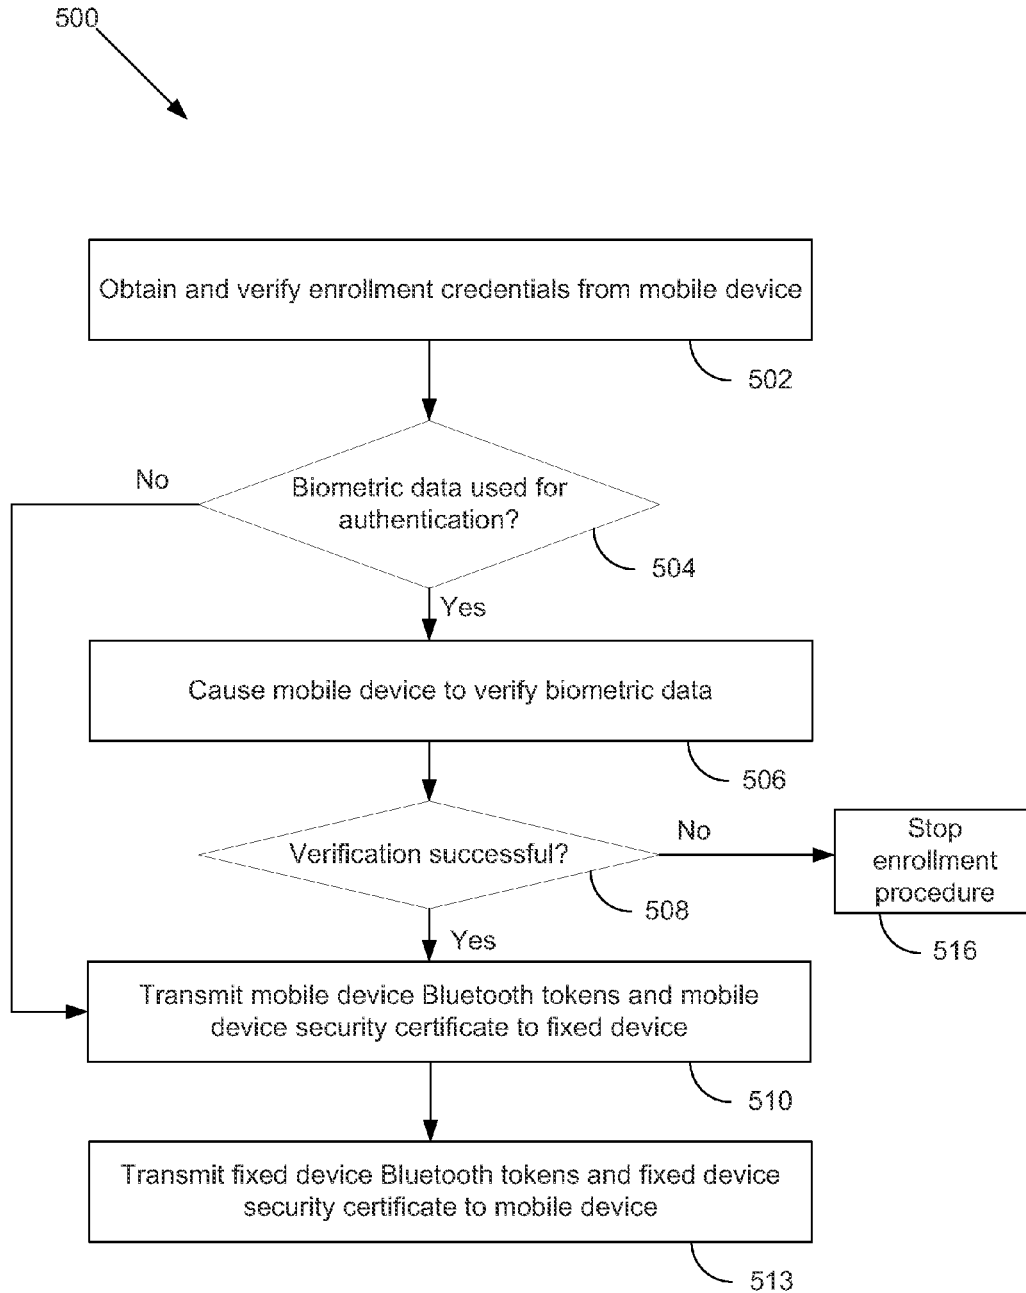 500
Obtain and verify enrollment credentials from mobile device
502
No
Biometric data used for
authentication?
504
Yes
Cause mobile device to verify biometric data
506
Verification successful?
No
508
Stop
enrollment
procedure
516
Yes
Transmit mobile device Bluetooth tokens and mobile
device security certificate to fixed device
510
Transmit fixed device Bluetooth tokens and fixed device
security certificate to mobile device
513